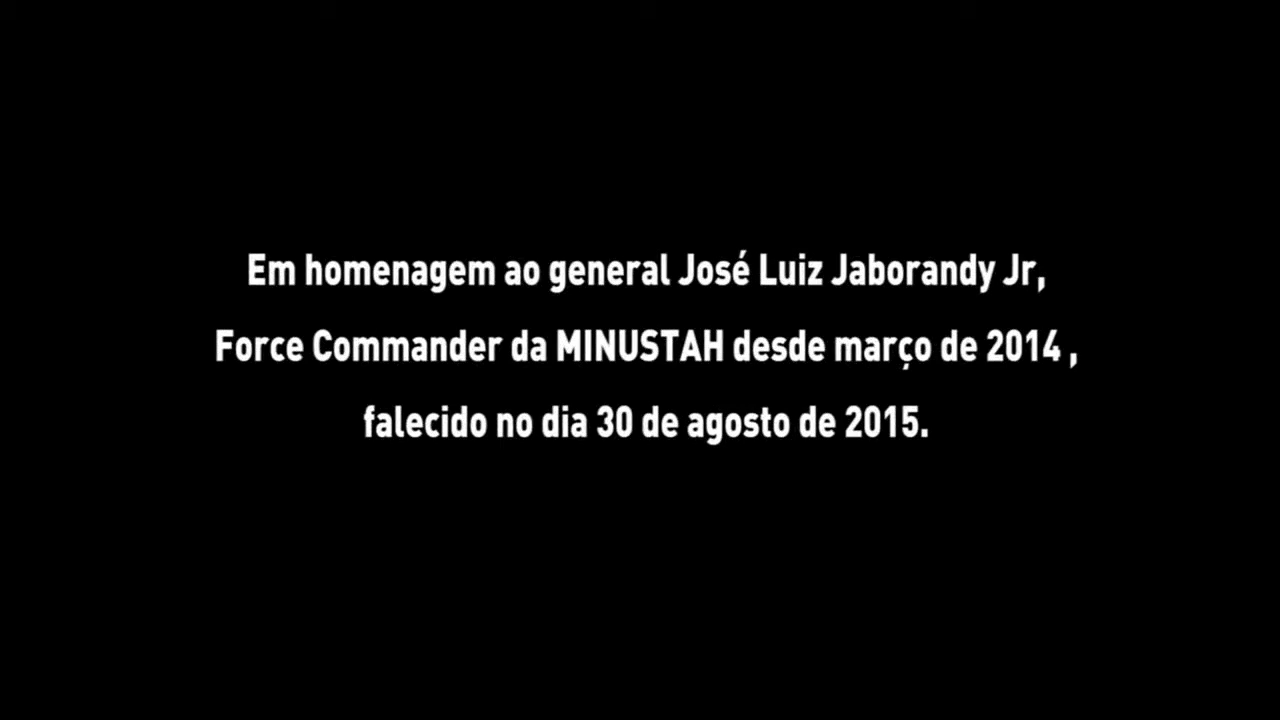 Em homenagem ao general José Luiz Jaborandy Jr,
Force Commander da MINUSTAH desde março de 2014 ,
falecido no dia 30 de agosto de 2015.